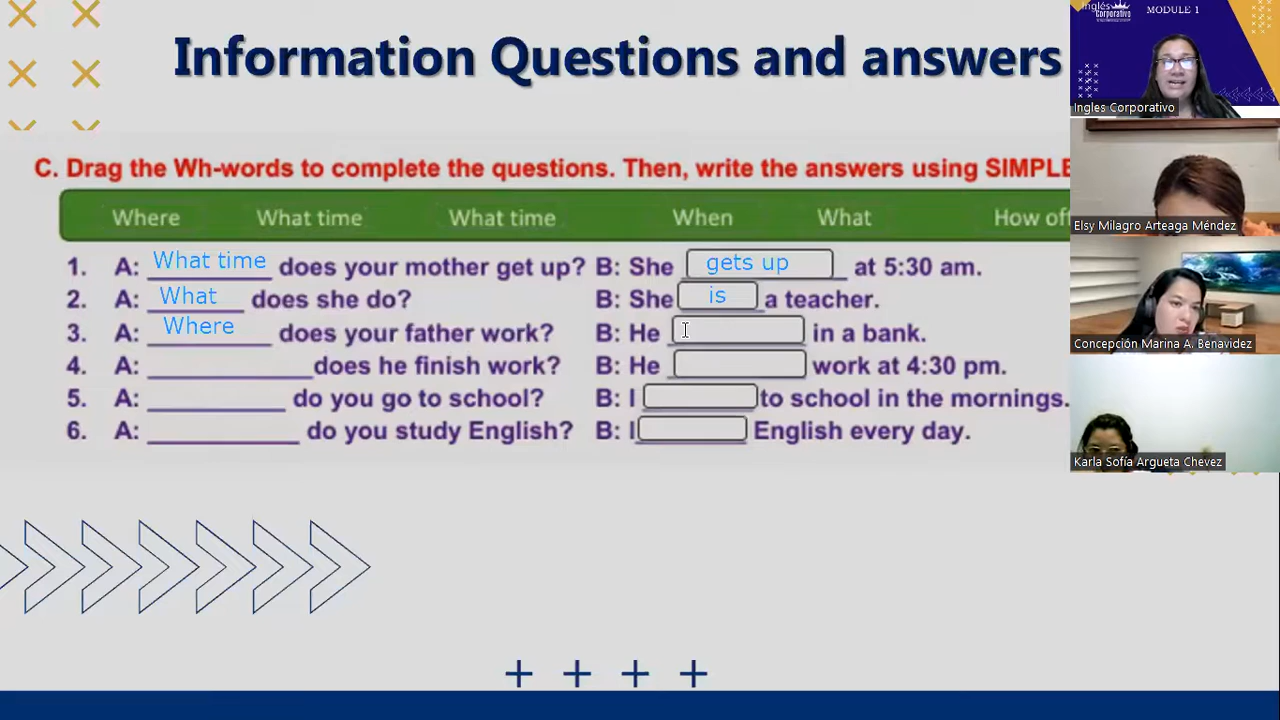 Information Questions and answers
C. Drag the Wh-words to complete the questions. Then, write the answers using SIMPLE
Where What time What time When What How of
1. A: What time does your mother get up? B: She gets up at 5:30 am.
2. A: What does she do? B: She is a teacher.
3. A: Where does your father work? B: He in a bank.
4. A: does he finish work? B: He work at 4:30 pm.
5. A: do you go to school? B: I to school in the mornings.
6. A: do you study English? B: I English every day.
Inglés
Corporativo
MODULE 1
Ingles Corporativo
Elsy Milagro Arteaga Méndez
Concepción Marina A. Benavidez
Karla Sofía Argueta Chevez